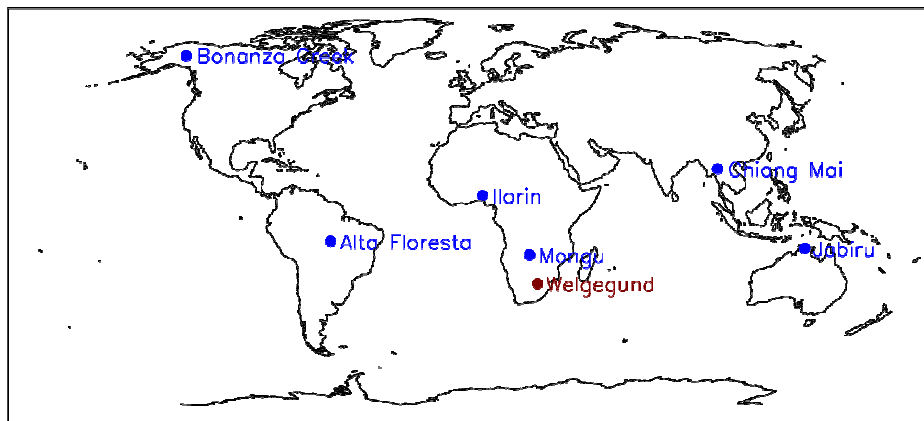 Bonanza Creek
Chiang Mai
Ilorin
Alta Floresta
Jabiru
Mongu
Welgegund